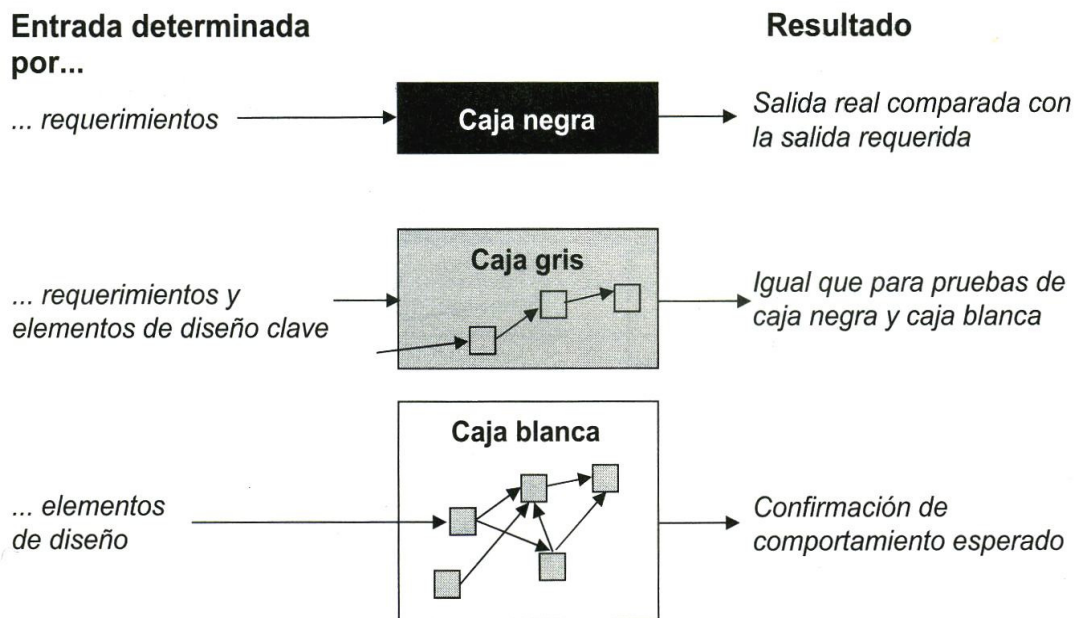 Entrada determinada
por...
Resultado
... requerimientos
Caja negra
Salida real comparada con
la salida requerida
... requerimientos y
elementos de diseño clave
Caja gris
Igual que para pruebas de
caja negra y caja blanca
... elementos
de diseño
Caja blanca
Confirmación de
comportamiento esperado